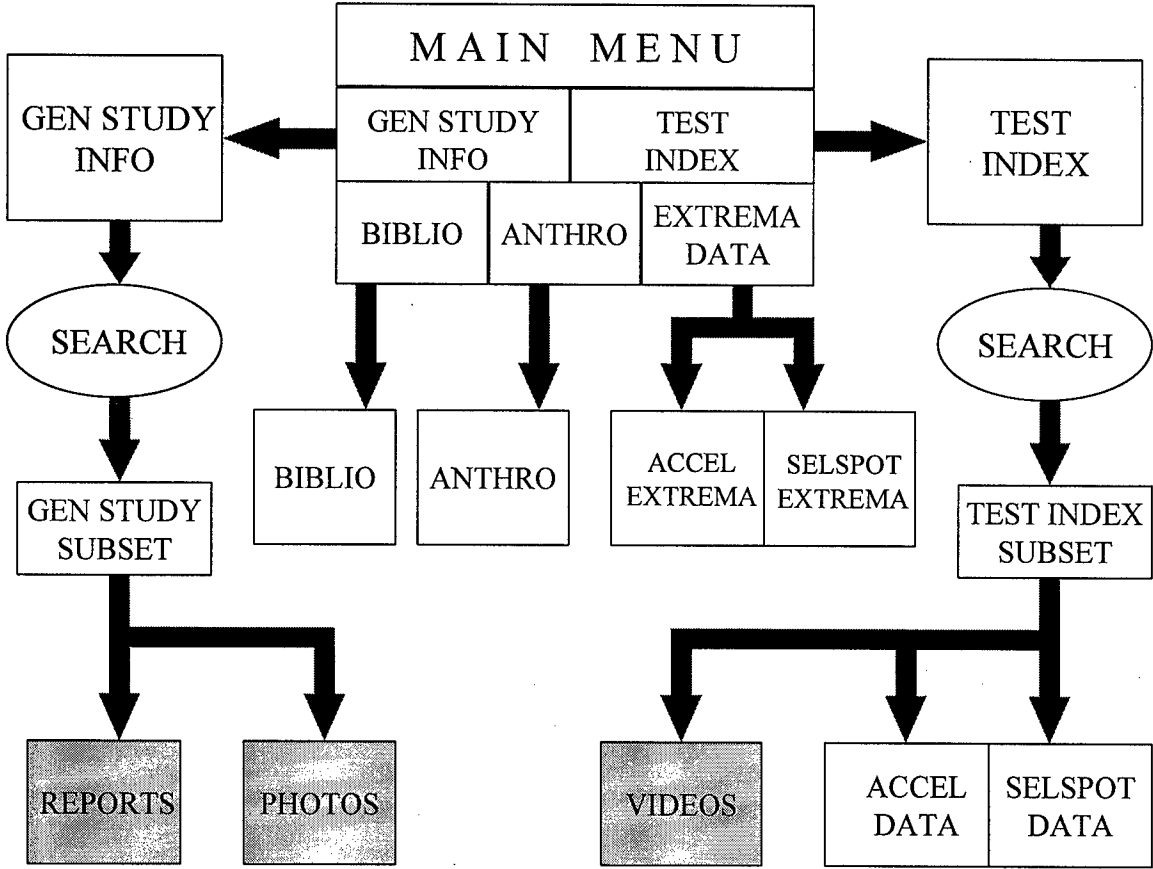 MAIN MENU
GEN STUDY
INFO
GEN STUDY
INFO
TEST
INDEX
TEST
INDEX
BIBLIO
ANTHRO
EXTREMA
DATA
SEARCH
SEARCH
BIBLIO
ANTHRO
ACCEL
EXTREMA
SELSPOT
EXTREMA
GEN STUDY
SUBSET
TEST INDEX
SUBSET
REPORTS
PHOTOS
VIDEOS
ACCEL
DATA
SELSPOT
DATA